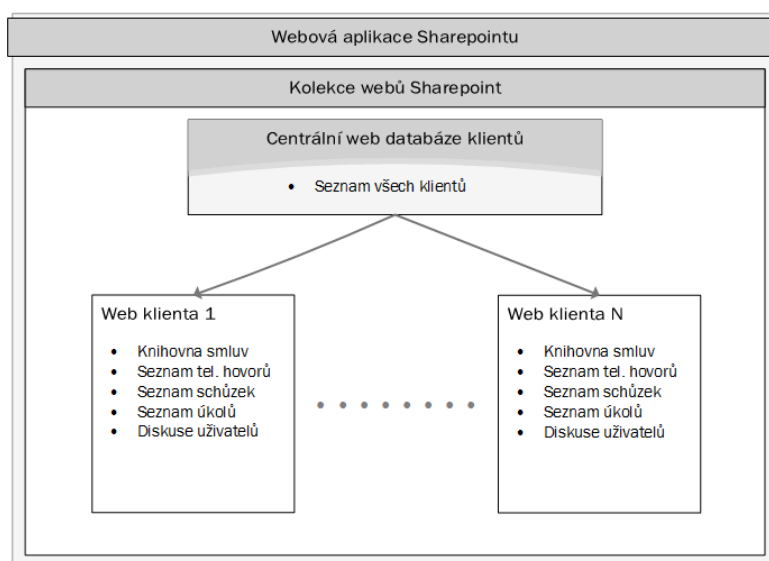 Webová aplikace Sharepointu
Kolekce webů Sharepoint
Centrální web databáze klientů
• Seznam všech klientů
Web klienta 1
• Knihovna smluv
• Seznam tel. hovorů
• Seznam schůzek
• Seznam úkolů
• Diskuse uživatelů
Web klienta N
• Knihovna smluv
• Seznam tel. hovorů
• Seznam schůzek
• Seznam úkolů
• Diskuse uživatelů